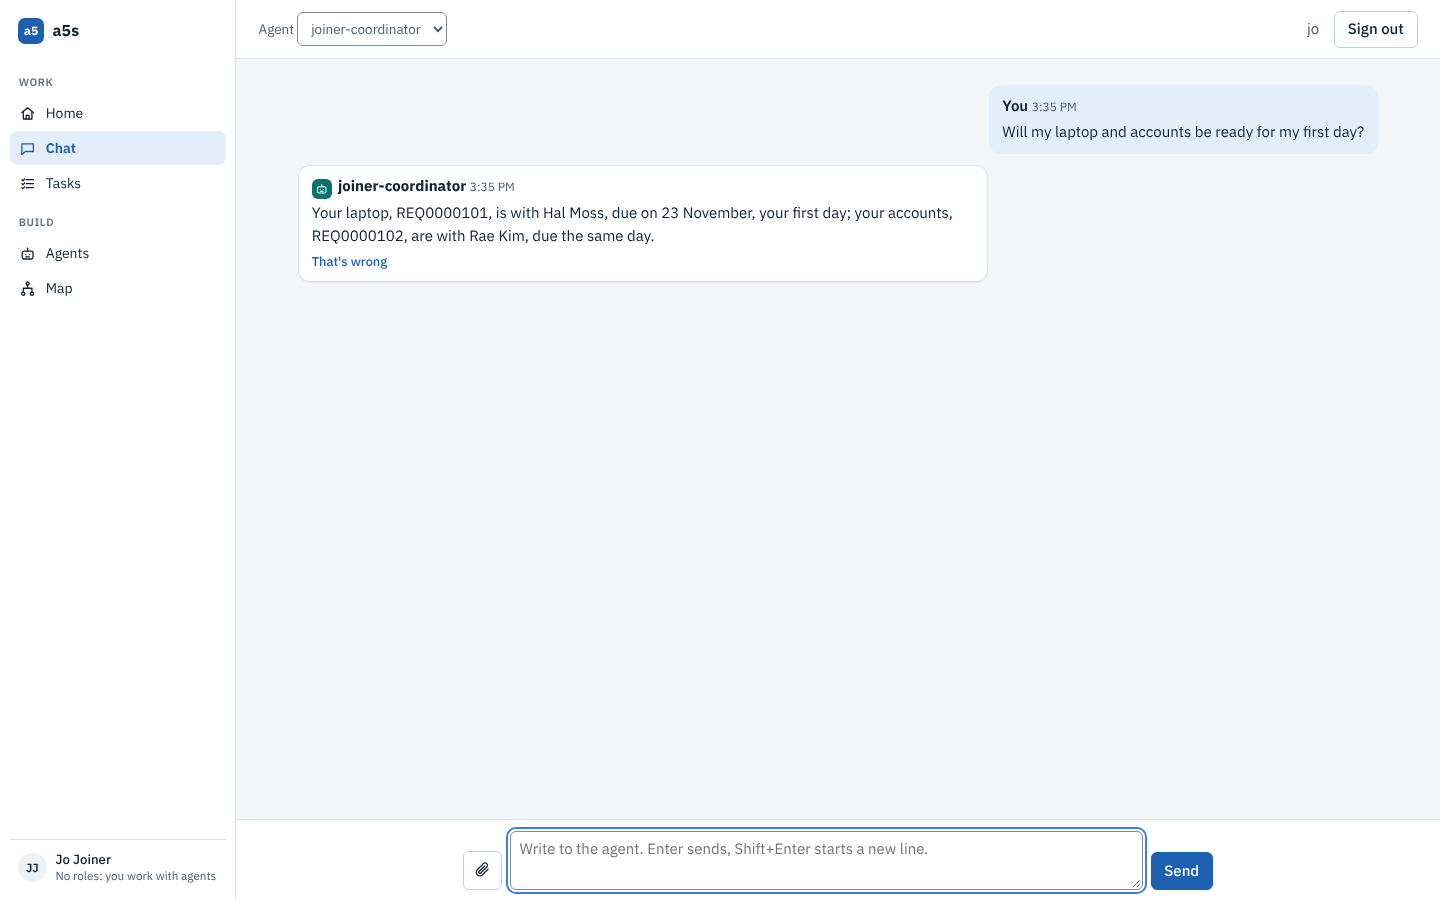 a5 a5s
WORK
Home
Chat
Tasks
BUILD
Agents
Map
JJ
Jo Joiner
No roles: you work with agents
Agent joiner-coordinator
jo
Sign out
You 3:35 PM
Will my laptop and accounts be ready for my first day?
joiner-coordinator 3:35 PM
Your laptop, REQ0000101, is with Hal Moss, due on 23 November, your first day; your accounts,
REQ0000102, are with Rae Kim, due the same day.
That's wrong
Write to the agent. Enter sends, Shift+Enter starts a new line.
Send